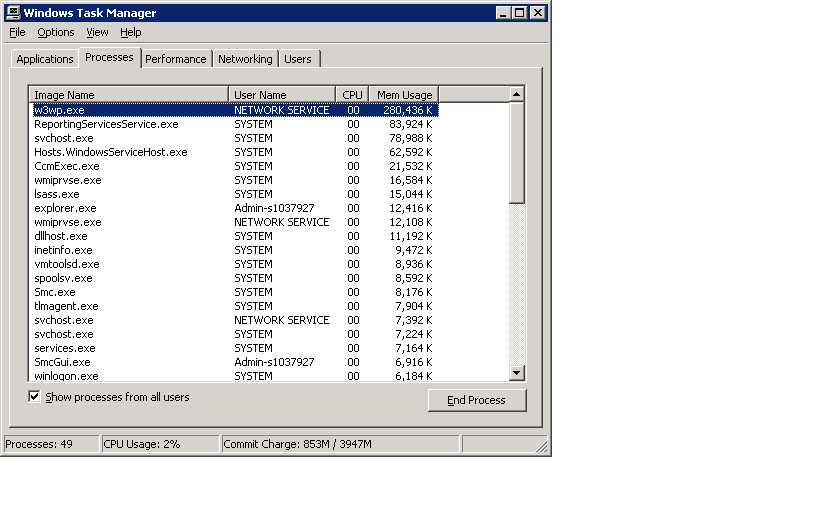 Windows Task Manager
File Options View Help
Applications Processes Performance Networking Users
Image Name User Name CPU Mem Usage
w3wp.exe NETWORK SERVICE 00 280,436 K
ReportingServicesService.exe SYSTEM 00 83,924 K
svchost.exe SYSTEM 00 78,988 K
Hosts.WindowsServiceHost.exe SYSTEM 00 62,592 K
CcmExec.exe SYSTEM 00 21,532 K
wmiprvse.exe SYSTEM 00 16,584 K
lsass.exe SYSTEM 00 15,044 K
explorer.exe Admin-s1037927 00 12,416 K
wmiprvse.exe NETWORK SERVICE 00 12,108 K
dllhost.exe SYSTEM 00 11,192 K
inetinfo.exe SYSTEM 00 9,472 K
vmtoolsd.exe SYSTEM 00 8,936 K
spoolsv.exe SYSTEM 00 8,592 K
Smc.exe SYSTEM 00 8,176 K
tlmagent.exe SYSTEM 00 7,904 K
svchost.exe NETWORK SERVICE 00 7,392 K
svchost.exe SYSTEM 00 7,224 K
services.exe SYSTEM 00 7,164 K
SmcGui.exe Admin-s1037927 00 6,916 K
winlogon.exe SYSTEM 00 6,184 K
Show processes from all users
End Process
Processes: 49 CPU Usage: 2% Commit Charge: 853M / 3947M